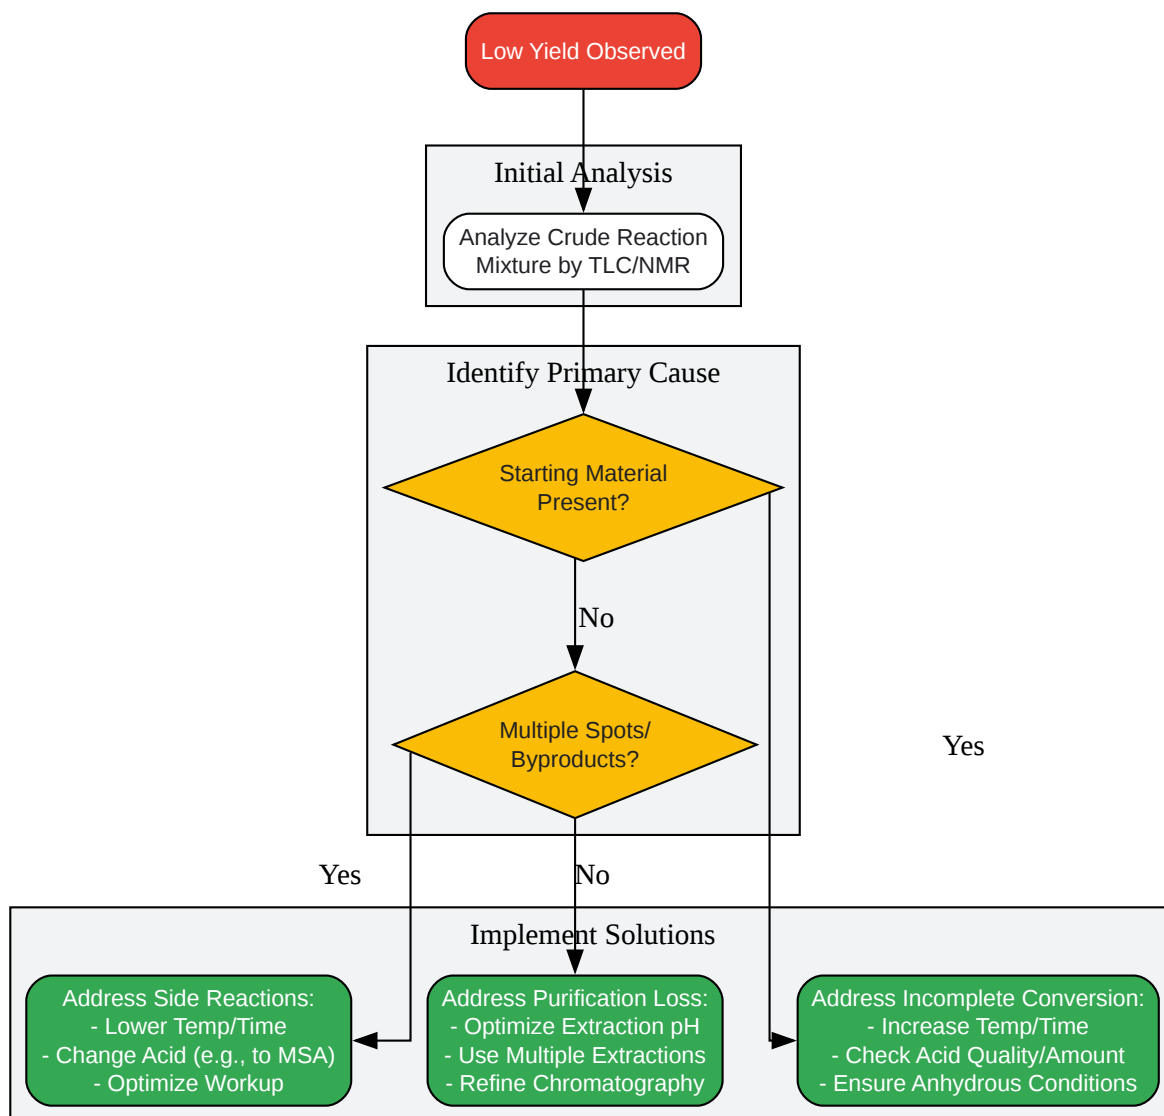 Low Yield Observed
Initial Analysis
Analyze Crude Reaction
Mixture by TLC/NMR
Identify Primary Cause
Starting Material
Present?
No
Multiple Spots/
Byproducts?
Yes
Yes
No
Implement Solutions
Address Side Reactions:
- Lower Temp/Time
- Change Acid (e.g., to MSA)
- Optimize Workup
Address Purification Loss:
- Optimize Extraction pH
- Use Multiple Extractions
- Refine Chromatography
Address Incomplete Conversion:
- Increase Temp/Time
- Check Acid Quality/Amount
- Ensure Anhydrous Conditions